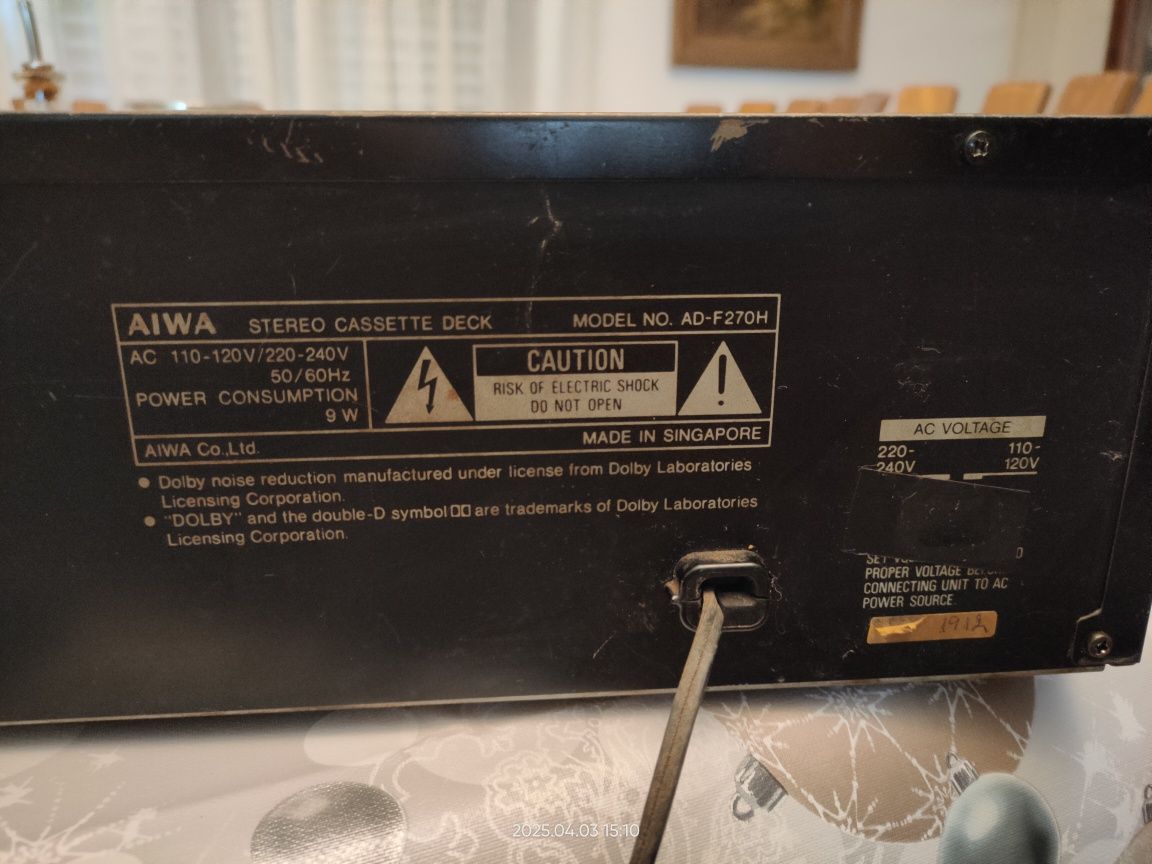 AIWA STEREO CASSETTE DECK MODEL NO. AD-F270H
AC 110-120V/220-240V
50/60Hz
POWER CONSUMPTION
9 W
CAUTION
RISK OF ELECTRIC SHOCK
DO NOT OPEN
AIWA Co.,Ltd. MADE IN SINGAPORE
● Dolby noise reduction manufactured under license from Dolby Laboratories
Licensing Corporation.
● "DOLBY" and the double-D symbol are trademarks of Dolby Laboratories
Licensing Corporation.
AC VOLTAGE
220- 110-
240V 120V
SET
PROPER VOLTAGE
CONNECTING UNIT TO AC
POWER SOURCE.
1912
2025.04.03 15:10